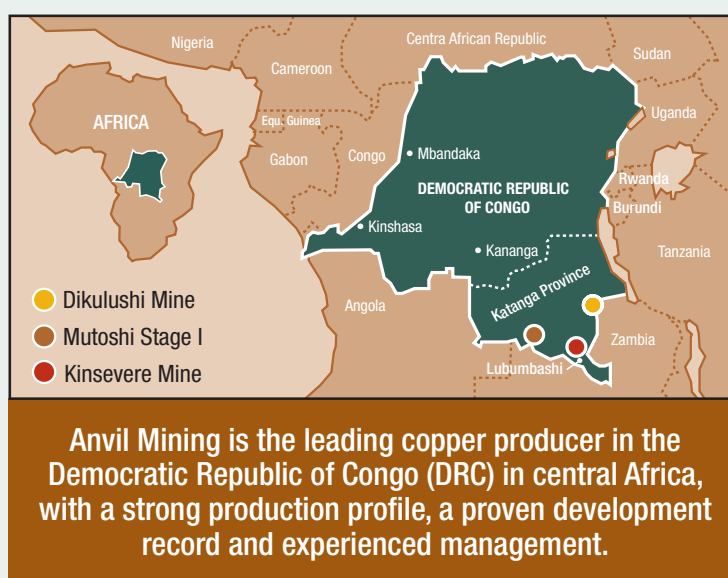 Nigeria
Centra African Republic
Sudan
Cameroon
Uganda
AFRICA
Equ. Guinea
Gabon
Congo
Mbandaka
DEMOCRATIC REPUBLIC
OF CONGO
Rwanda
Burundi
Kinshasa
Kananga
Tanzania
Katanga Province
Angola
Dikulushi Mine
Mutoshi Stage I
Zambia
Kinsevere Mine
Lubumbashi
Anvil Mining is the leading copper producer in the
Democratic Republic of Congo (DRC) in central Africa,
with a strong production profile, a proven development
record and experienced management.